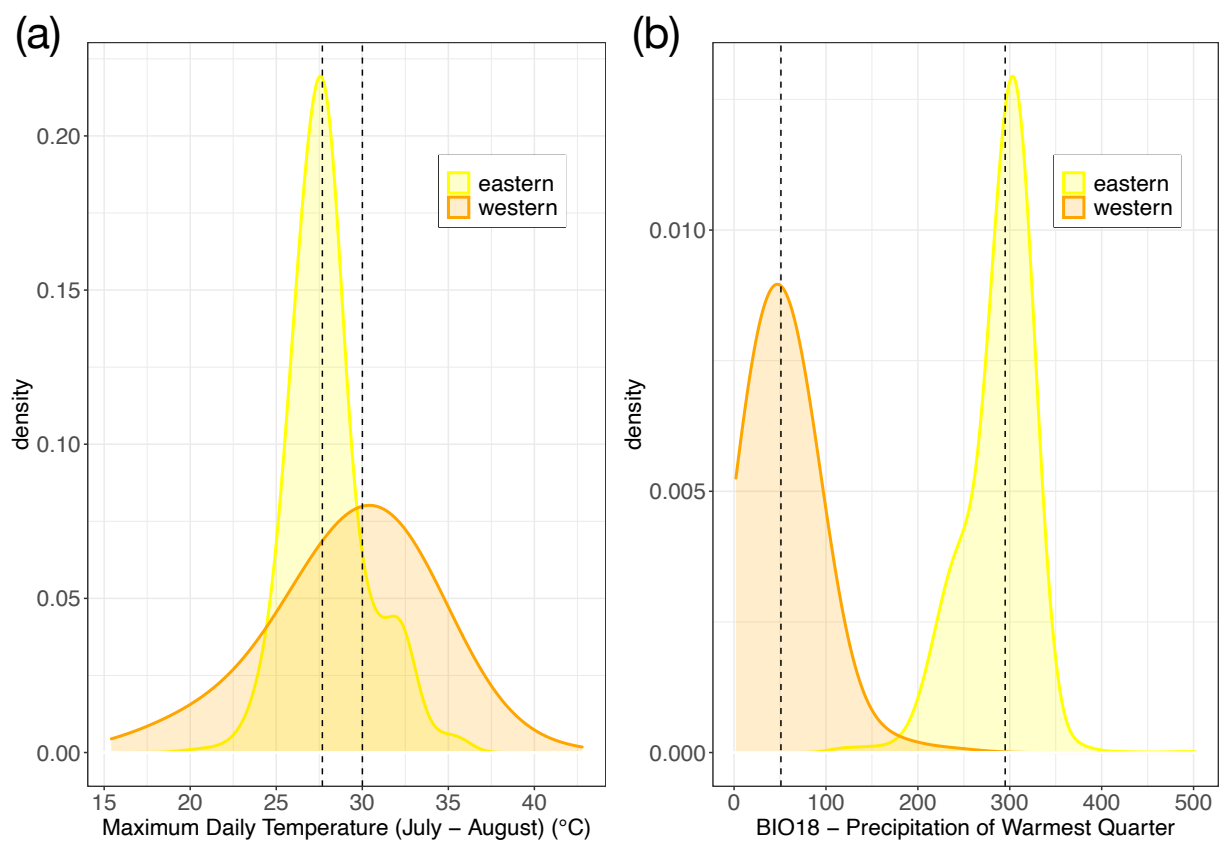 (a)
density
0.20
0.15
0.10
0.05
0.00
15 20 25 30 35 40
Maximum Daily Temperature (July – August) (°C)
eastern
western
(b)
density
0.010
0.005
0.000
0 100 200 300 400 500
BIO18 – Precipitation of Warmest Quarter
eastern
western